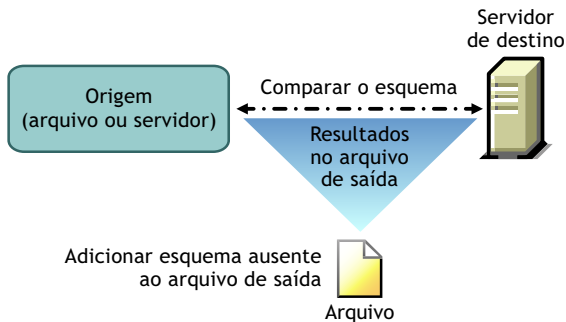 Servidor
de destino
Origem
(arquivo ou servidor)
Comparar o esquema
Resultados
no arquivo
de saída
Adicionar esquema ausente
ao arquivo de saída
Arquivo